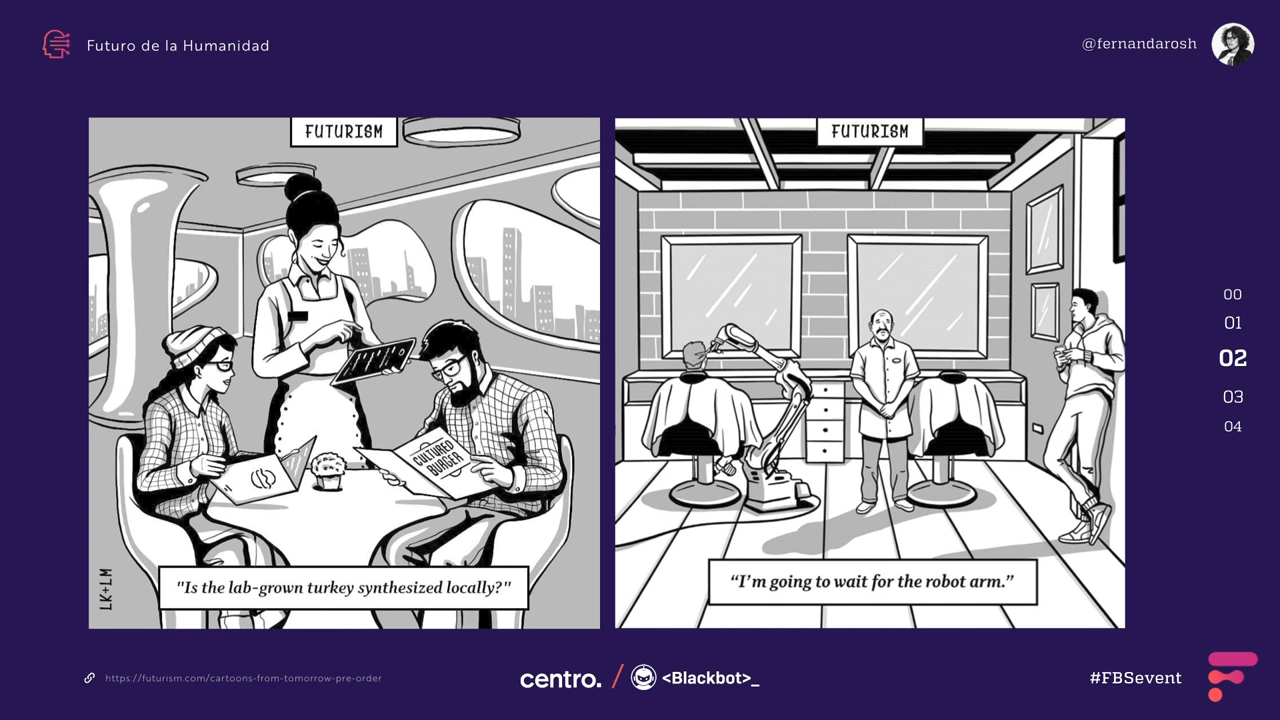 Futuro de la Humanidad
@fernandarosh
FUTURISM
CULTURED
BURGER
LK+LM
"Is the lab-grown turkey synthesized locally?"
FUTURISM
“I’m going to wait for the robot arm.”
00
01
02
03
04
https://futurism.com/cartoons-from-tomorrow-pre-order
centro. / <Blackbot>_
#FBSevent